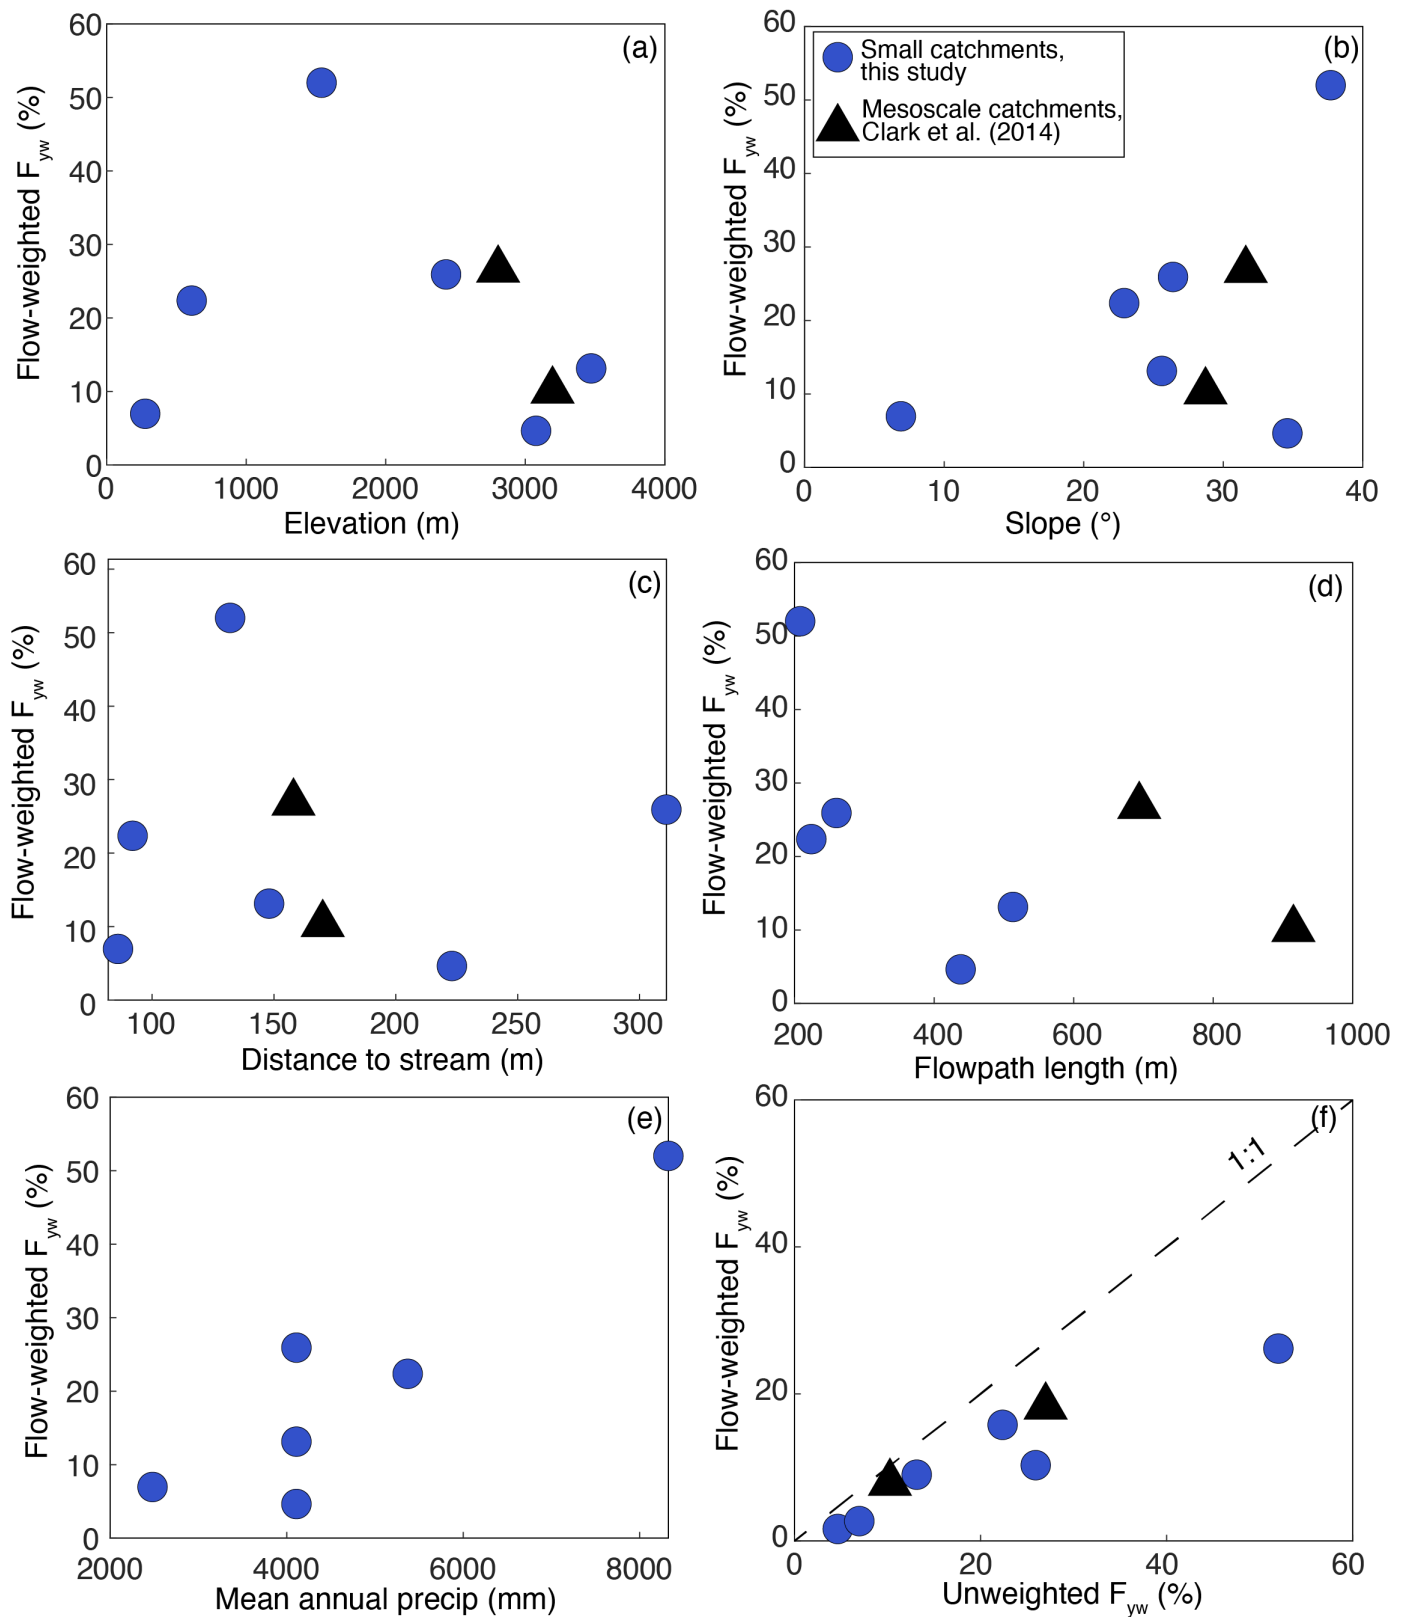 (a)
60
50
40
30
20
10
0
Flow-weighted Fyw (%)
0 1000 2000 3000 4000
Elevation (m)
(b)
Small catchments,
this study
Mesoscale catchments,
Clark et al. (2014)
60
50
40
30
20
10
0
Flow-weighted Fyw (%)
0 10 20 30 40
Slope (°)
(c)
60
50
40
30
20
10
0
Flow-weighted Fyw (%)
100 150 200 250 300
Distance to stream (m)
(d)
60
50
40
30
20
10
0
Flow-weighted Fyw (%)
200 400 600 800 1000
Flowpath length (m)
(e)
60
50
40
30
20
10
0
Flow-weighted Fyw (%)
2000 4000 6000 8000
Mean annual precip (mm)
(f)
1:1
60
40
20
0
Flow-weighted Fyw (%)
0 20 40 60
Unweighted Fyw (%)